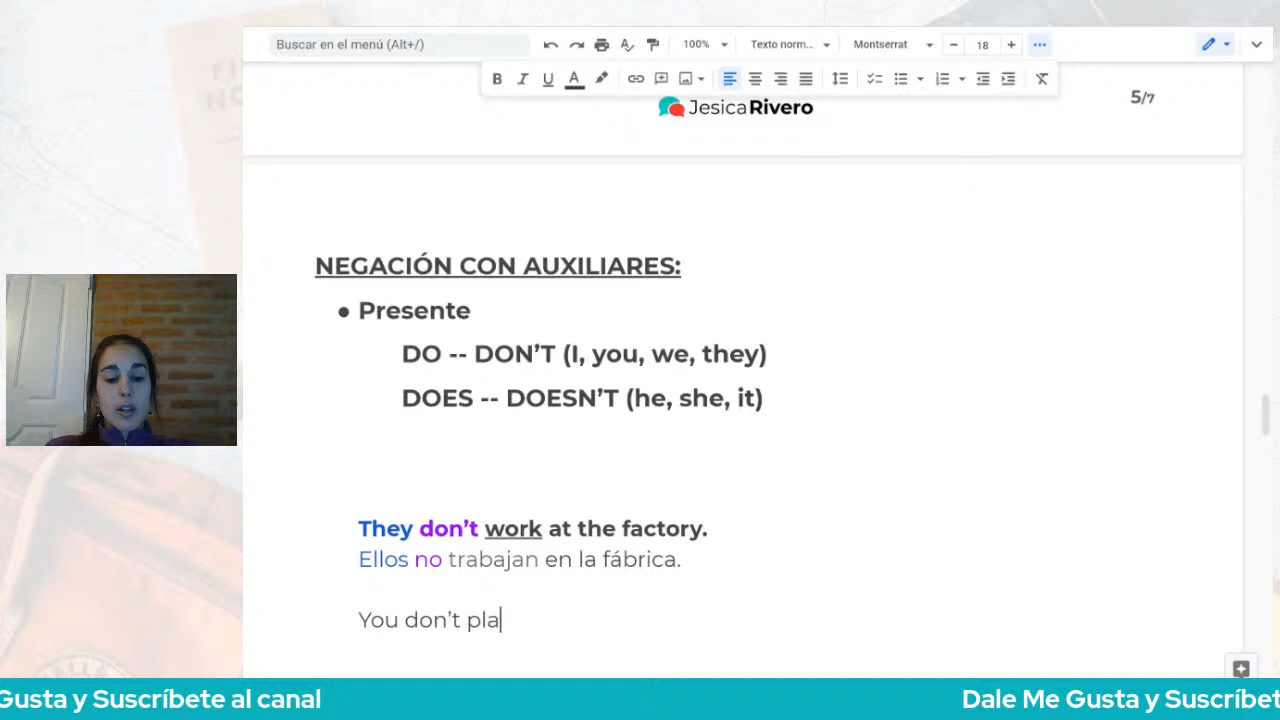 Buscar en el menú (Alt+/)
100%
Texto norm...
Montserrat
18
Jesica Rivero
5/7
NEGACIÓN CON AUXILIARES:
● Presente
DO -- DON’T (I, you, we, they)
DOES -- DOESN’T (he, she, it)
They don’t work at the factory.
Ellos no trabajan en la fábrica.
You don’t pla
Gusta y Suscríbete al canal
Dale Me Gusta y Suscríbet